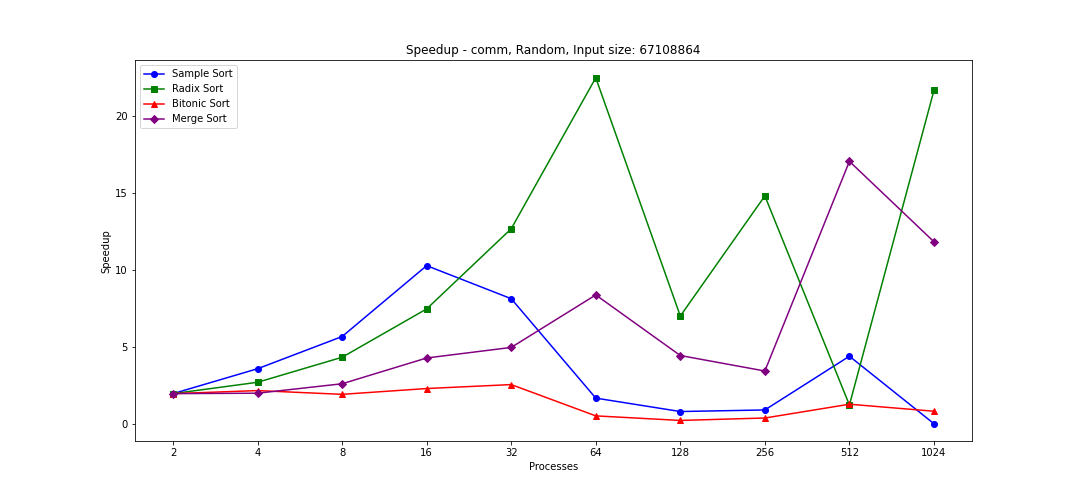 Speedup - comm, Random, Input size: 67108864
Sample Sort
Radix Sort
Bitonic Sort
Merge Sort
20
15
10
5
0
Speedup
2 4 8 16 32 64 128 256 512 1024
Processes